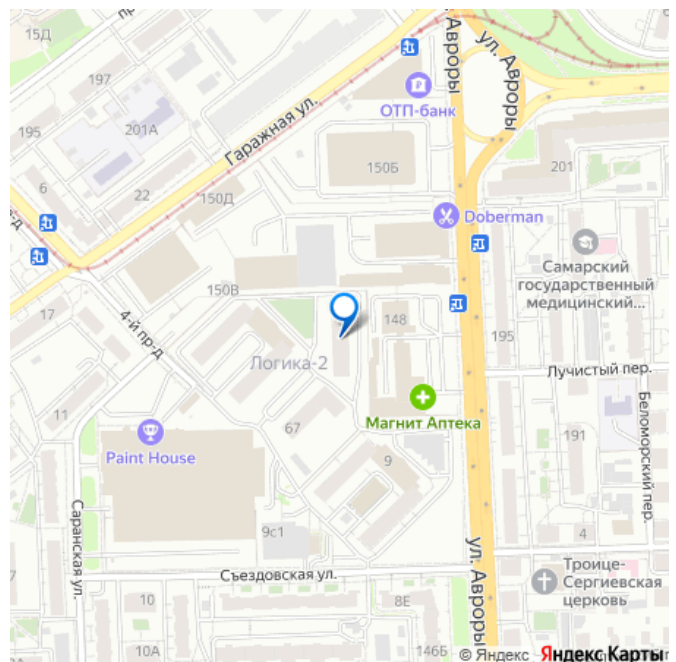 15Д
197
195
201А
Гаражная ул.
ОТП-банк
ул. Авроры
ул. Авроры
150Б
201
6
22
150Д
Doberman
Самарский
государственный
медицинский...
150В
17
4-й пр-д
148
195
Логика-2
Лучистый пер.
11
67
Магнит Аптека
Paint House
9
191
Беломорский пер.
Саранская ул.
9с1
4
Съездовская ул.
ул. Авроры
Троице-
Сергиевская
церковь
10
8Е
146Б
© Яндекс Яндекс Карты